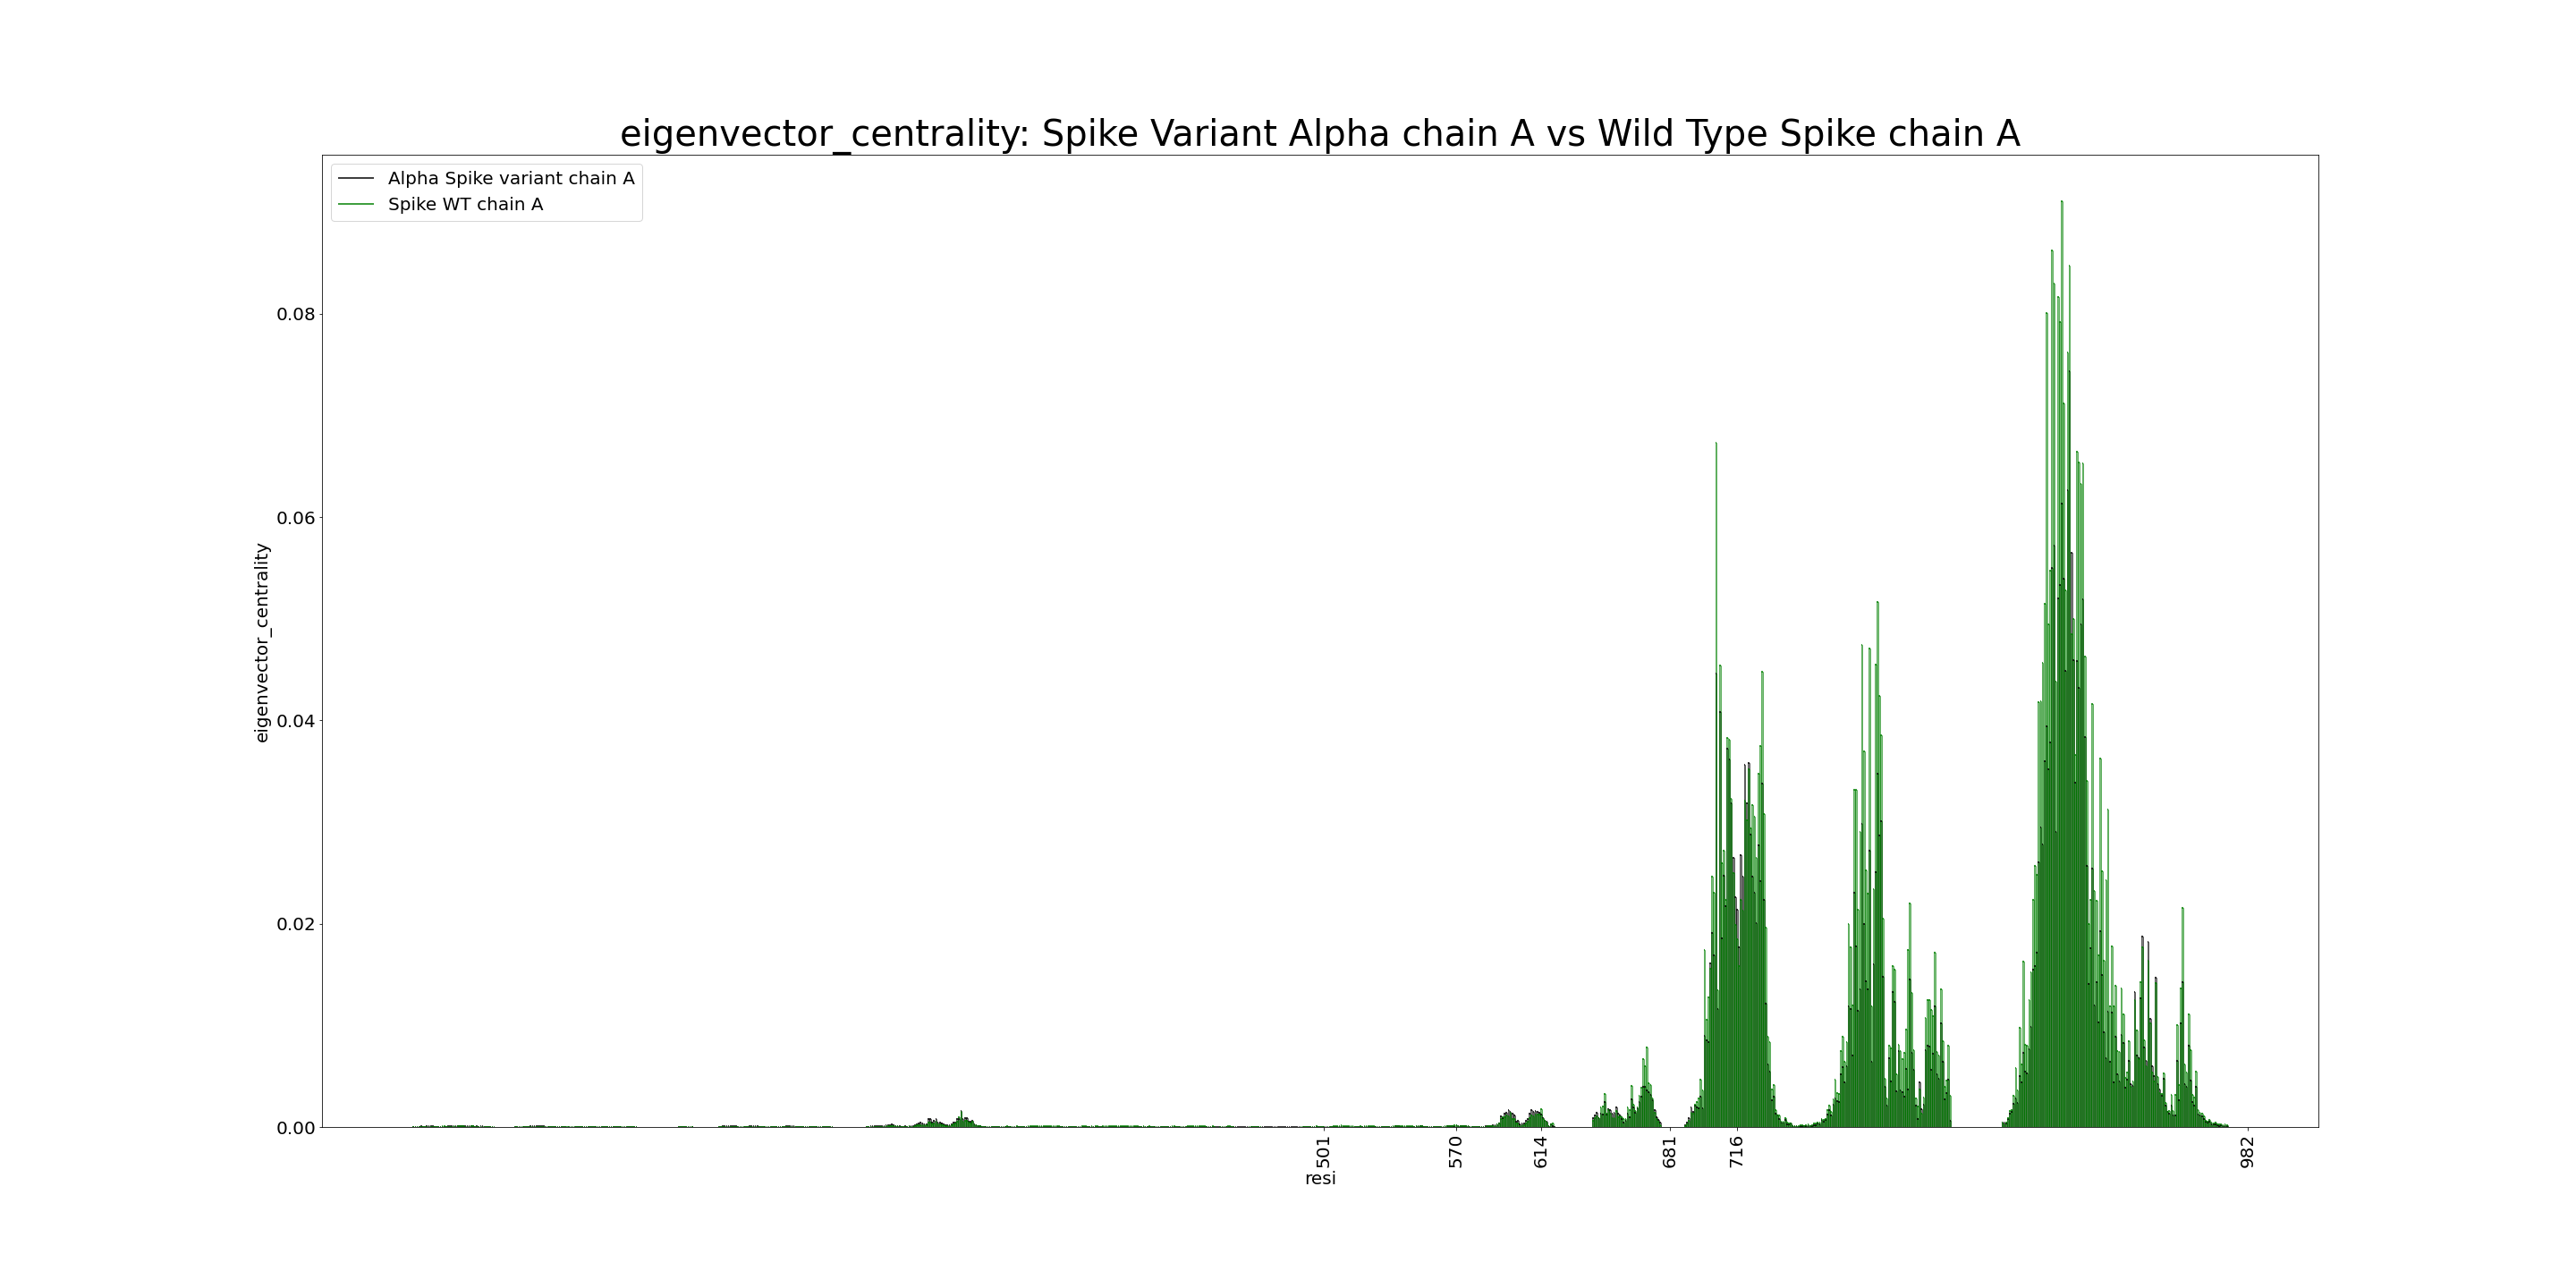 eigenvector_centrality: Spike Variant Alpha chain A vs Wild Type Spike chain A
Alpha Spike variant chain A
Spike WT chain A
0.08
0.06
0.04
0.02
0.00
eigenvector_centrality
501
570
614
681
716
982
resi